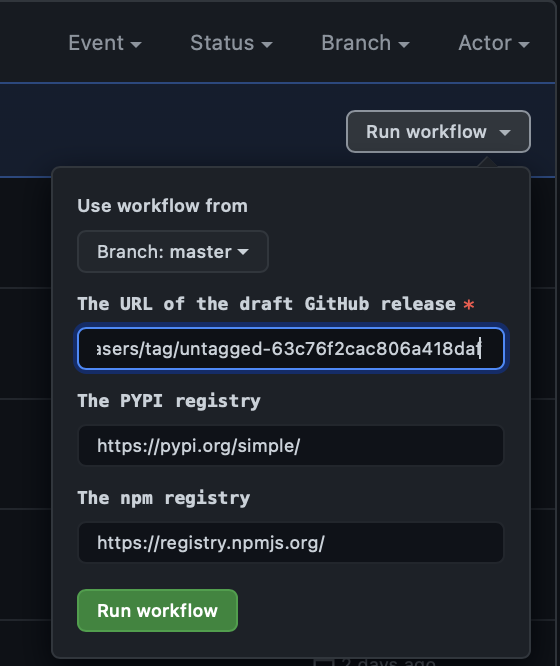 Event Status Branch Actor
Run workflow
Use workflow from
Branch: master
The URL of the draft GitHub release *
asers/tag/untagged-63c76f2cac806a418daf
The PYPI registry
https://pypi.org/simple/
The npm registry
https://registry.npmjs.org/
Run workflow
2 days ago